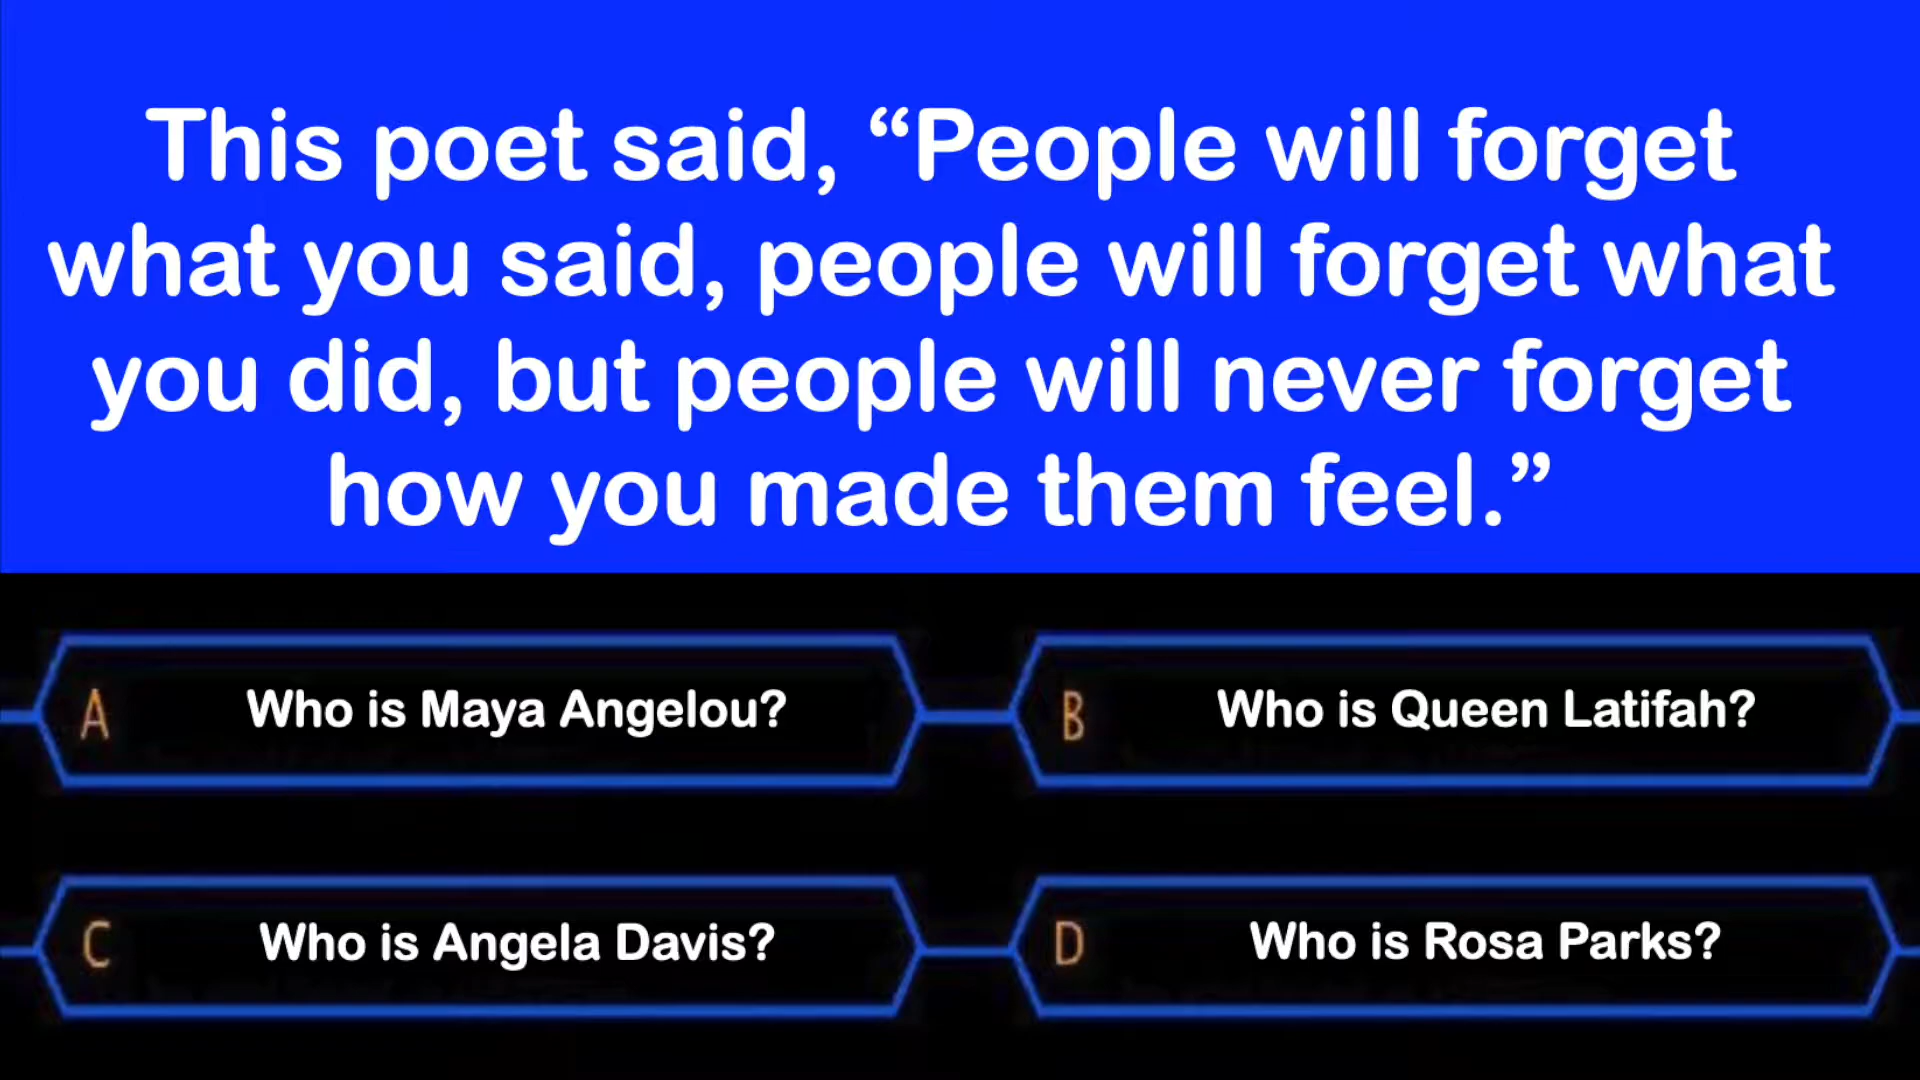 This poet said, “People will forget
what you said, people will forget what
you did, but people will never forget
how you made them feel.”
A Who is Maya Angelou?
B Who is Queen Latifah?
C Who is Angela Davis?
D Who is Rosa Parks?